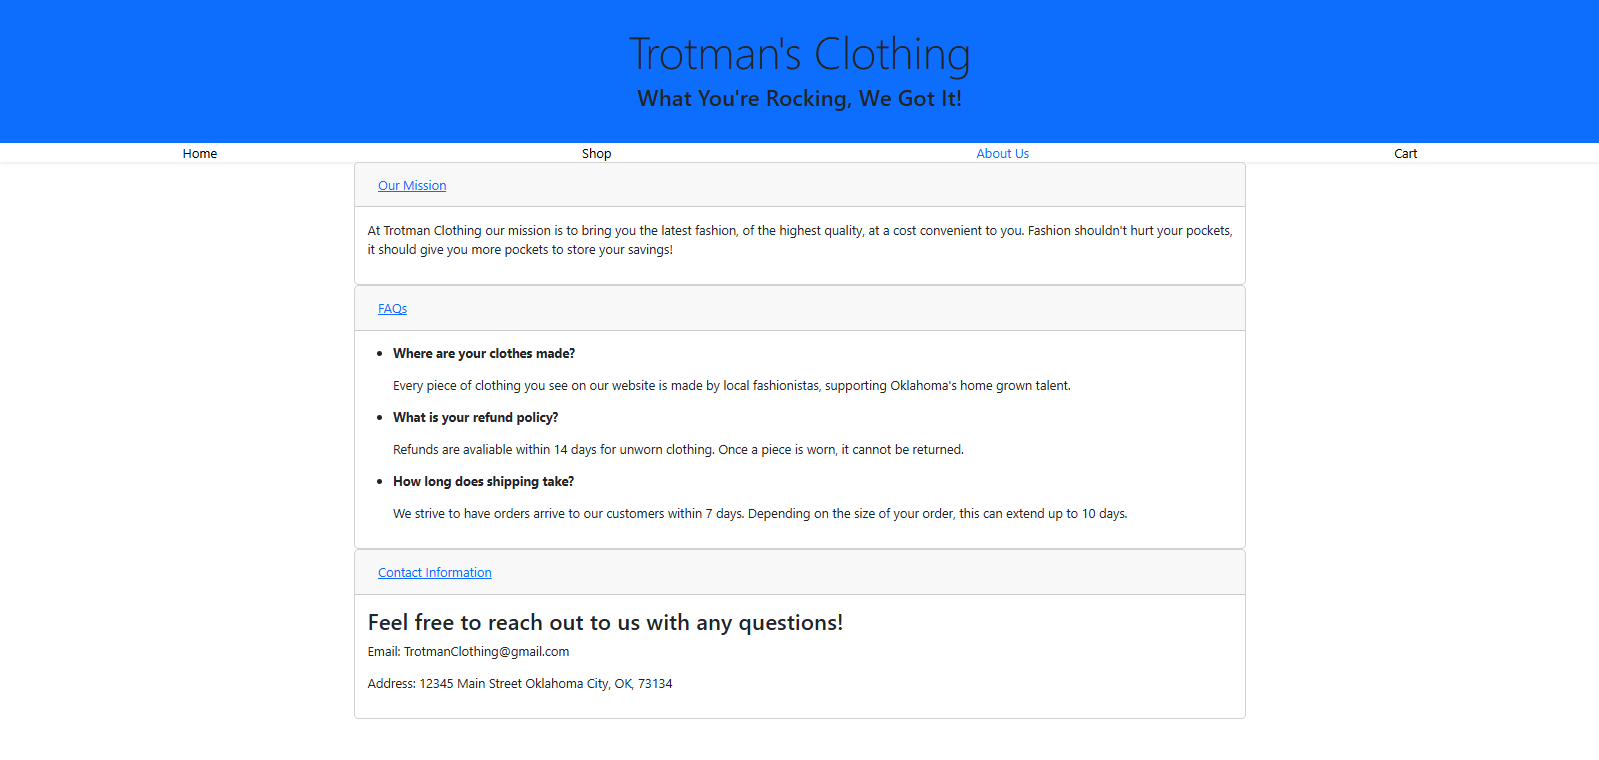 Trotman's Clothing
What You're Rocking, We Got It!
Home Shop About Us Cart
Our Mission
At Trotman Clothing our mission is to bring you the latest fashion, of the highest quality, at a cost convenient to you. Fashion shouldn't hurt your pockets,
it should give you more pockets to store your savings!
FAQs
Where are your clothes made?
Every piece of clothing you see on our website is made by local fashionistas, supporting Oklahoma's home grown talent.
What is your refund policy?
Refunds are avaliable within 14 days for unworn clothing. Once a piece is worn, it cannot be returned.
How long does shipping take?
We strive to have orders arrive to our customers within 7 days. Depending on the size of your order, this can extend up to 10 days.
Contact Information
Feel free to reach out to us with any questions!
Email: TrotmanClothing@gmail.com
Address: 12345 Main Street Oklahoma City, OK, 73134